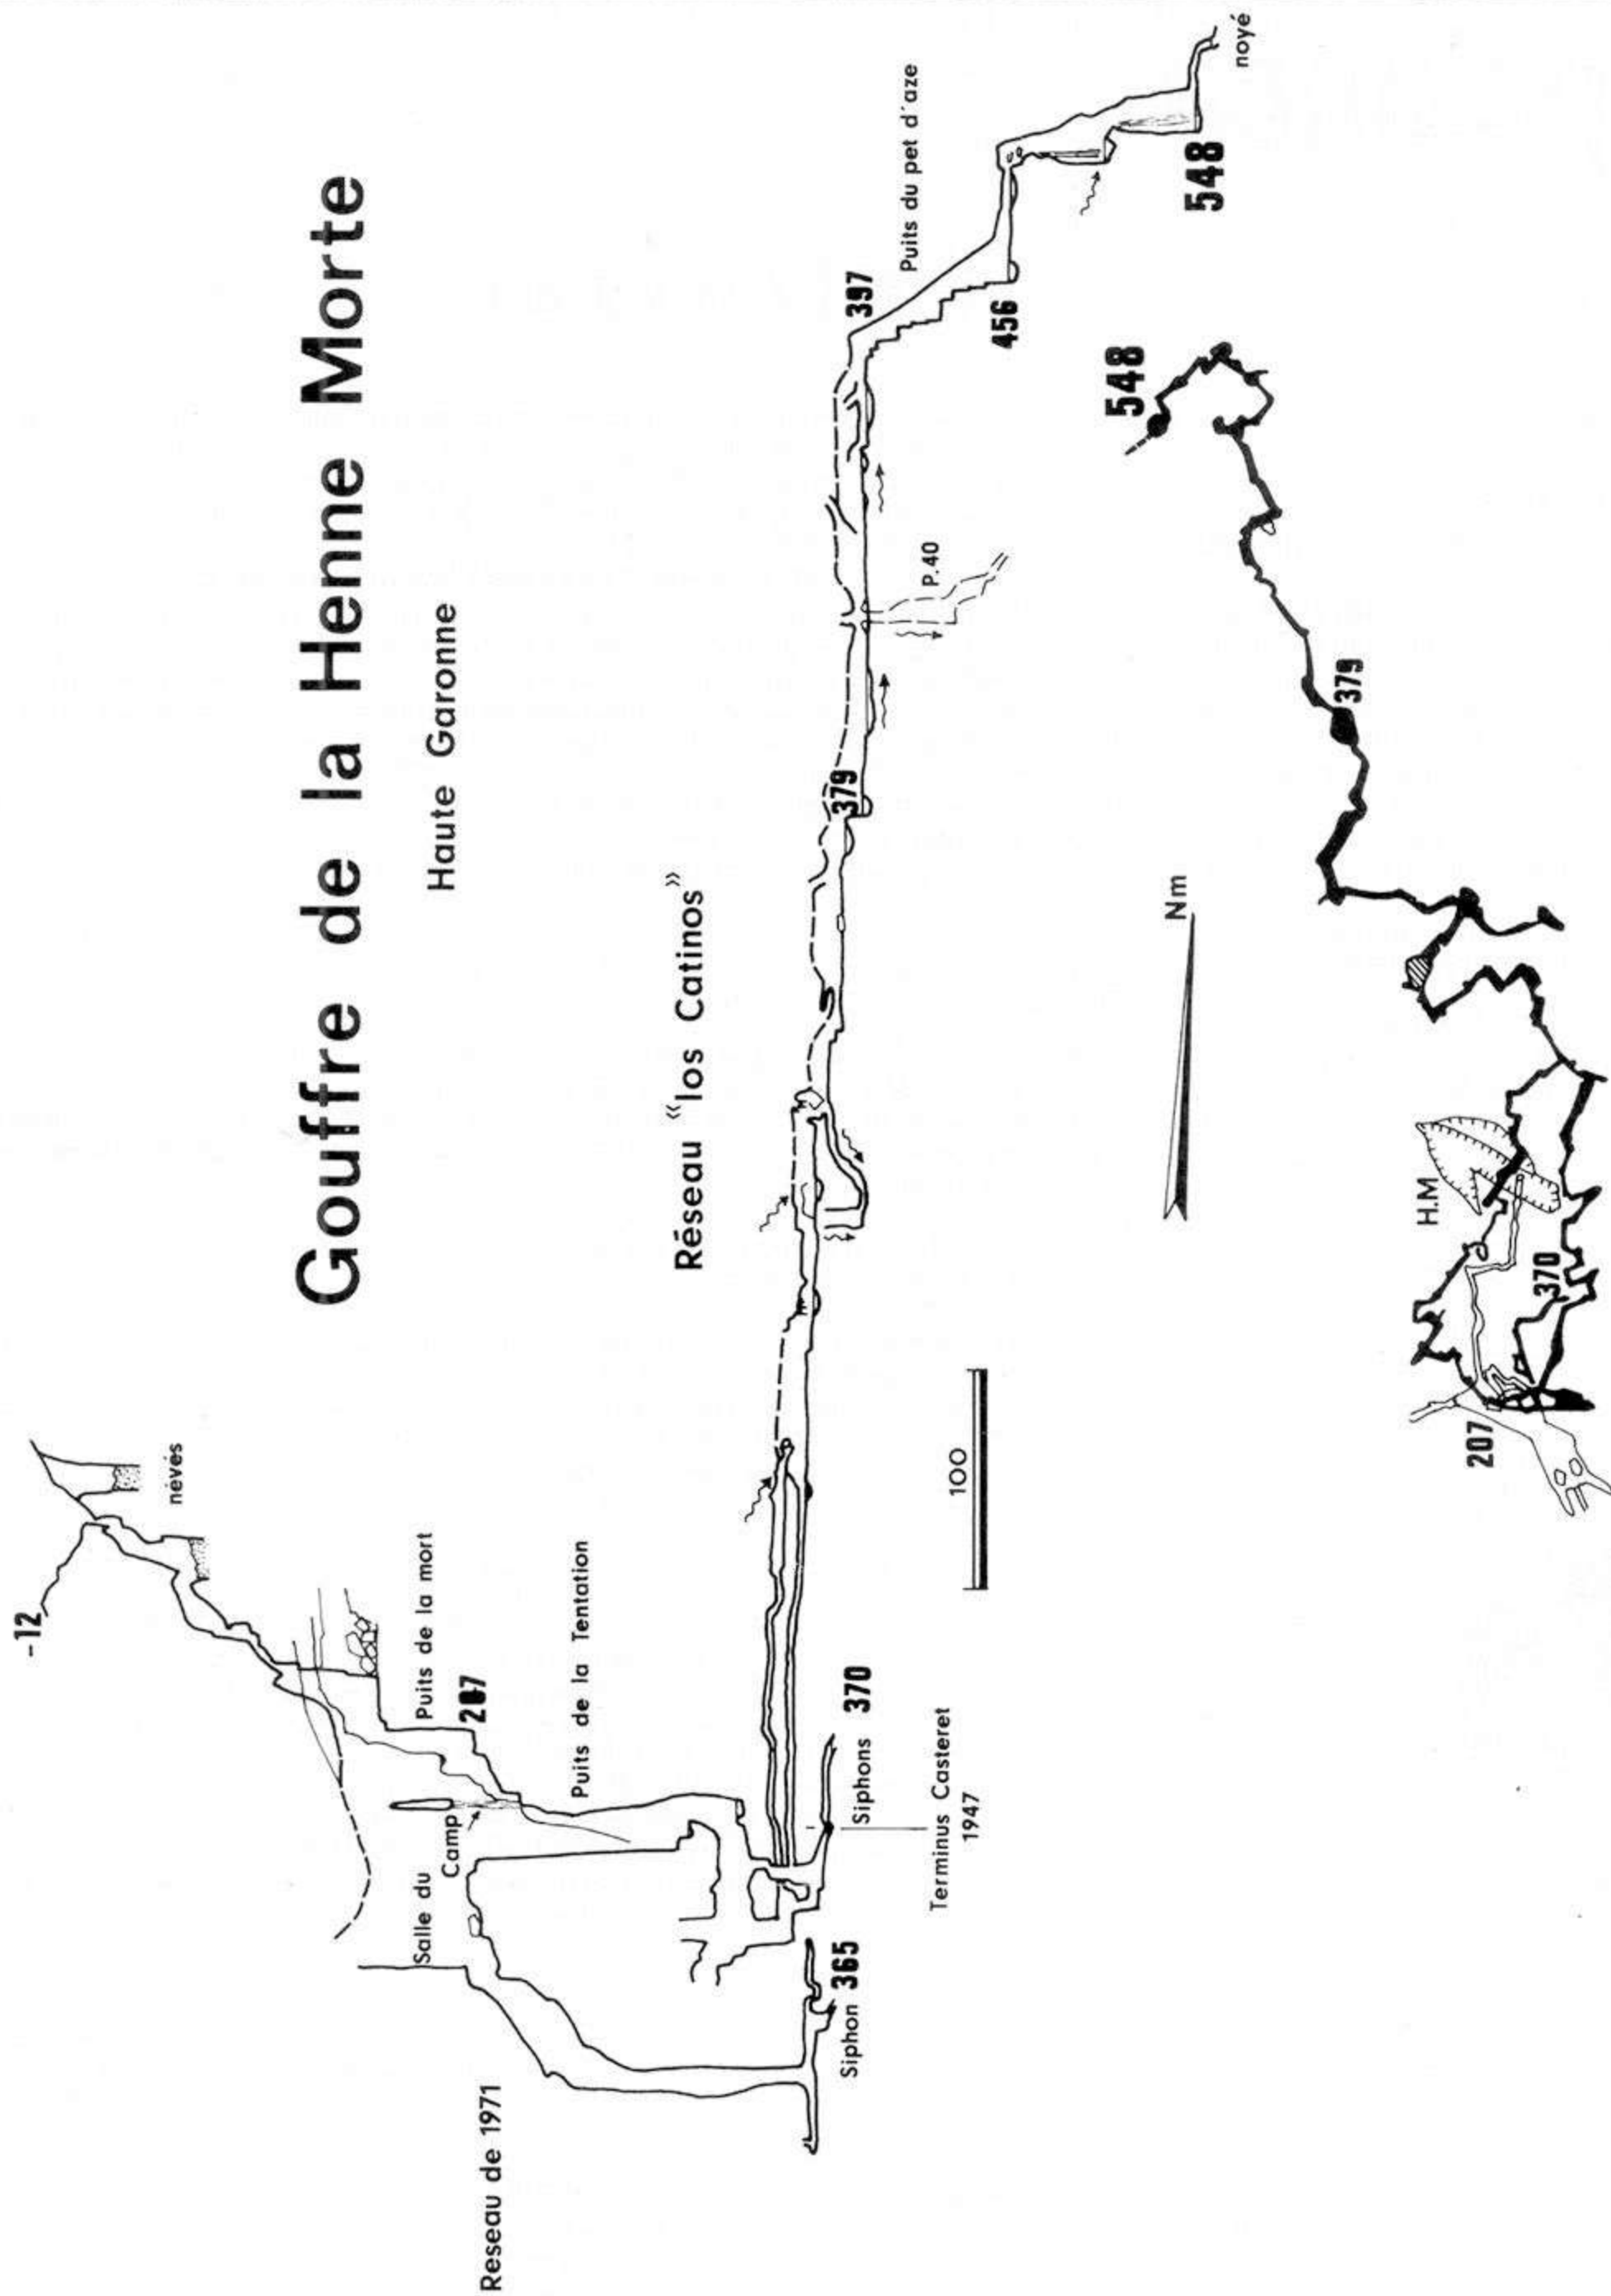 Gouffre de la Henne Morte
Haute Garonne
-12
névés
Puits de la mort
207
Salle du
Camp
Reseau de 1971
Puits de la Tentation
Réseau "los Catinos"
379
397
Puits du pet d'aze
noyé
Siphon 365
Siphons 370
Terminus Casteret
1947
100
P.40
456
548
Nm
548
379
H.M
370
207